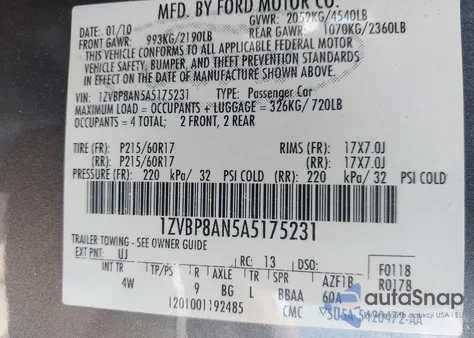 MFD. BY FORD MOTOR CO.
DATE: 01/10 GVWR: 2059KG/4540LB
FRONT GAWR: 993KG/2190LB REAR GAWR: 1070KG/2360LB
THIS VEHICLE CONFORMS TO ALL APPLICABLE FEDERAL MOTOR
VEHICLE SAFETY, BUMPER, AND THEFT PREVENTION STANDARDS
IN EFFECT ON THE DATE OF MANUFACTURE SHOWN ABOVE.
VIN: 1ZVBP8AN5A5175231 TYPE: Passenger Car
MAXIMUM LOAD = OCCUPANTS + LUGGAGE = 326KG/720LB
OCCUPANTS = 4 TOTAL: 2 FRONT, 2 REAR
TIRE (FR): P215/60R17 RIMS (FR): 17X7.0J
(RR): P215/60R17 (RR): 17X7.0J
PRESSURE (FR): 220 kPa/ 32 PSI COLD (RR): 220 kPa/ 32 PSI COLD
1ZVBP8AN5A5175231
TRAILER TOWING - SEE OWNER GUIDE
EXT PNT: UJ RC: 13 DSO: F0118
INT TR TP/PS R AXLE TR SPR AZF1B R0178
4W 9 BG L BBAA 60A
1201001192485 CMC 5U5A 5420472-AA
autoSnap